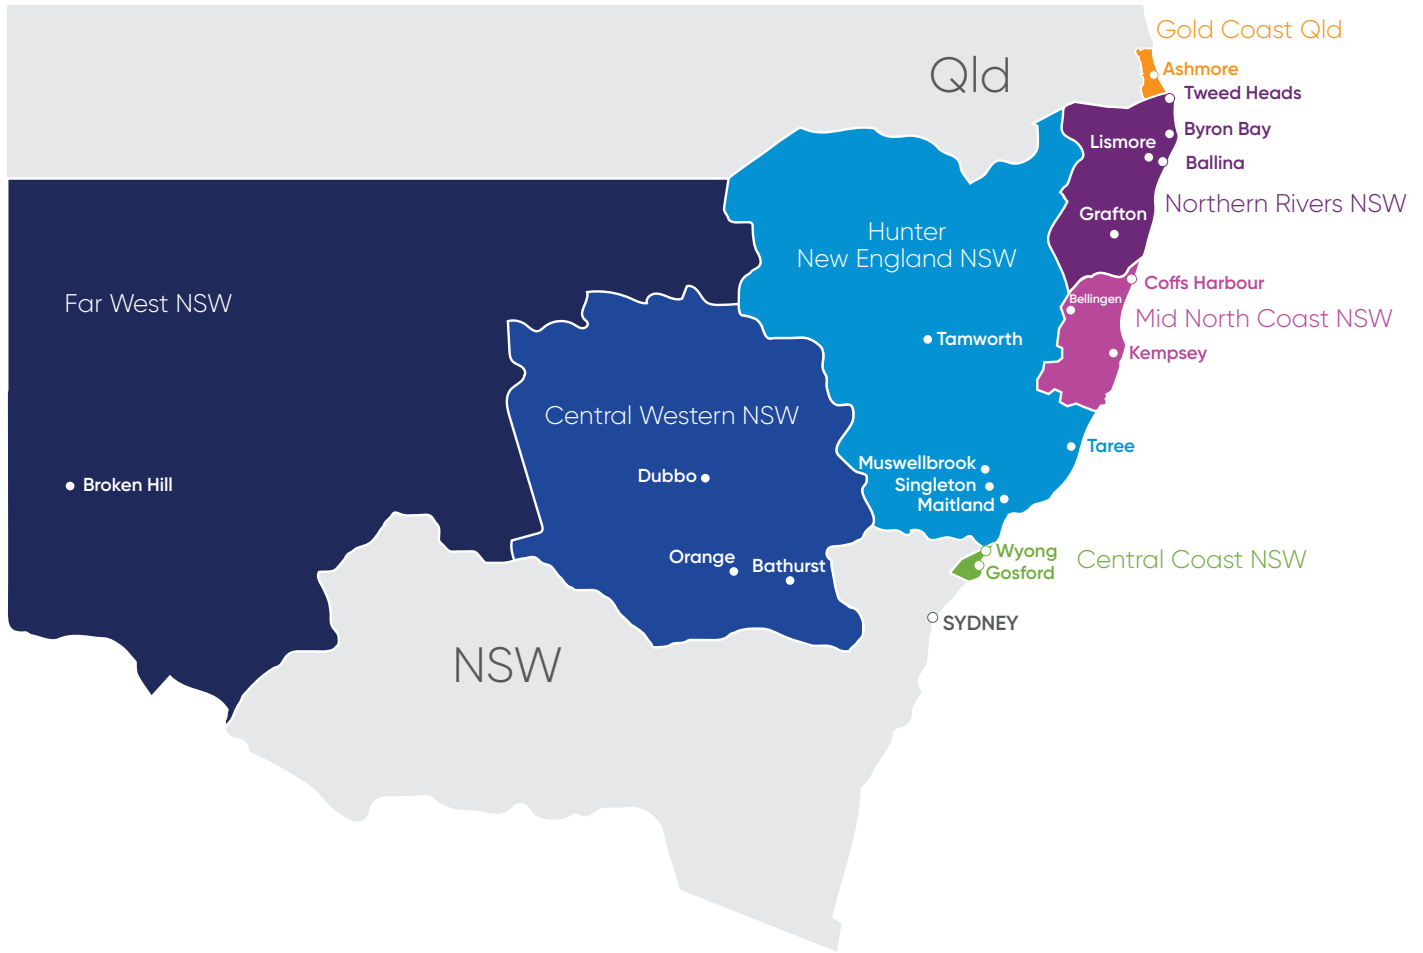 Gold Coast Qld
Qld
Ashmore
Tweed Heads
Byron Bay
Lismore
Ballina
Northern Rivers NSW
Grafton
Hunter
New England NSW
Coffs Harbour
Bellingen
Far West NSW
Mid North Coast NSW
Tamworth
Kempsey
Central Western NSW
Taree
Muswellbrook
Dubbo
Singleton
Broken Hill
Maitland
Wyong
Central Coast NSW
Orange
Bathurst
Gosford
SYDNEY
NSW